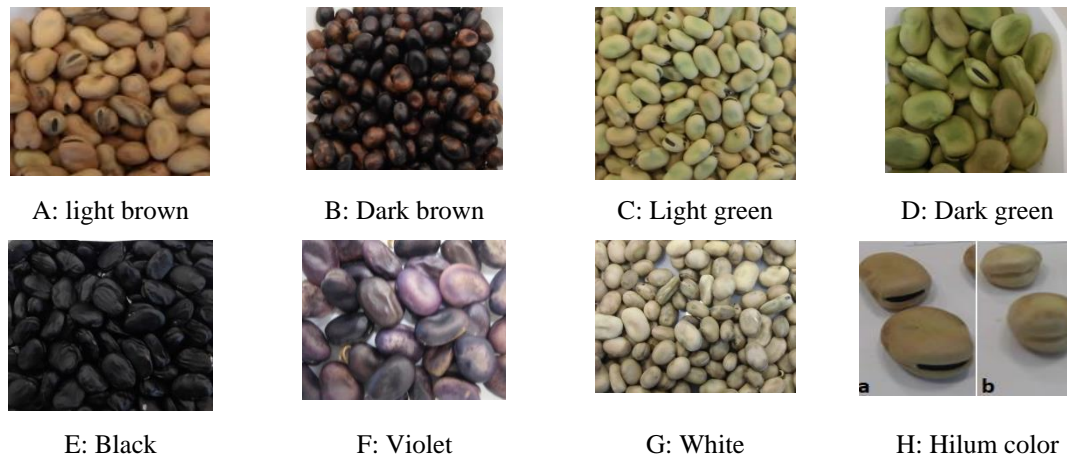 A: light brown
B: Dark brown
C: Light green
D: Dark green
a
b
E: Black
F: Violet
G: White
H: Hilum color